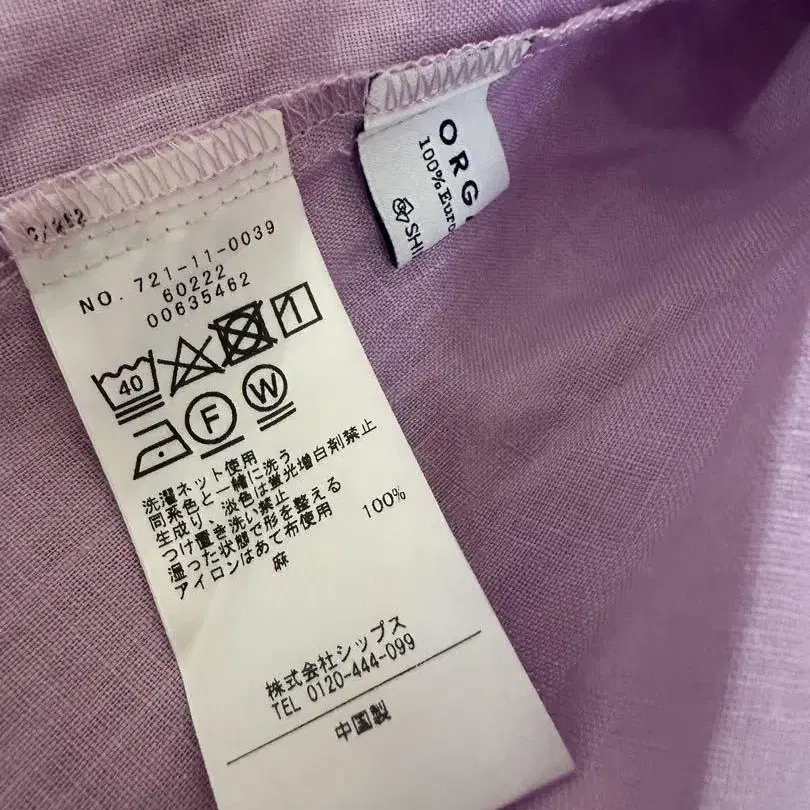 NO. 721-11-0039
60222
00635462
40
F
W
洗濯ネット使用
同系色と一緒に洗う
生成り、淡色は蛍光増白剤禁止
つけ置き洗い禁止
湿った状態で形を整える
アイロンはあて布使用
麻 100%
株式会社シップス
TEL 0120-444-099
中国製
ORG
100%Euro
SHI